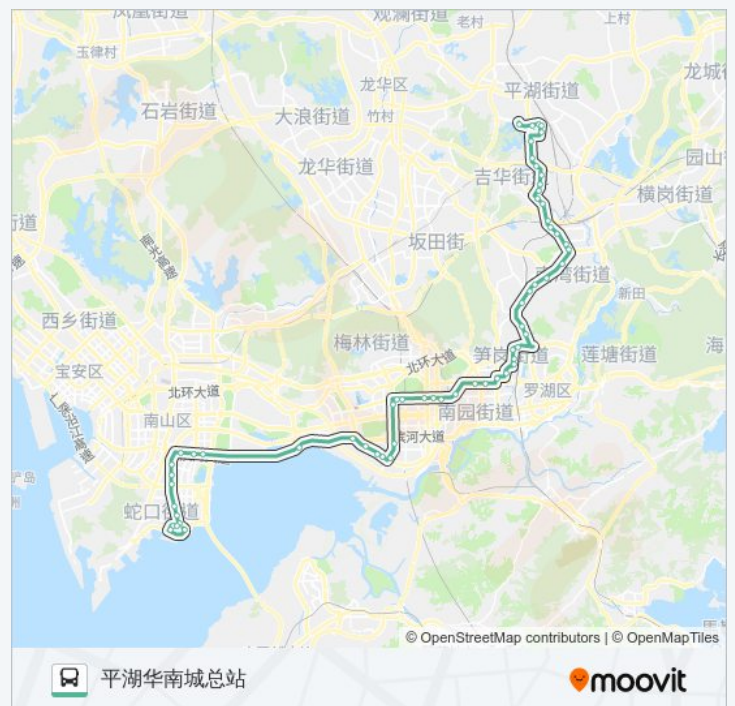 凤凰街道
观澜街道
老村
上村
玉律村
龙华区
平湖街道
龙城
石岩街道
大浪街道
竹村
园山
龙华街道
吉华街
横岗街道
街道
坂田街
南光高速
湾街道
新田
西乡街道
梅林街道
北环大道
笋岗街道
莲塘街道
海
宝安区
北环大道
罗湖区
南山区
南园街道
滨河大道
蛇口街道
© OpenStreetMap contributors | © OpenMapTiles
平湖华南城总站
moovit